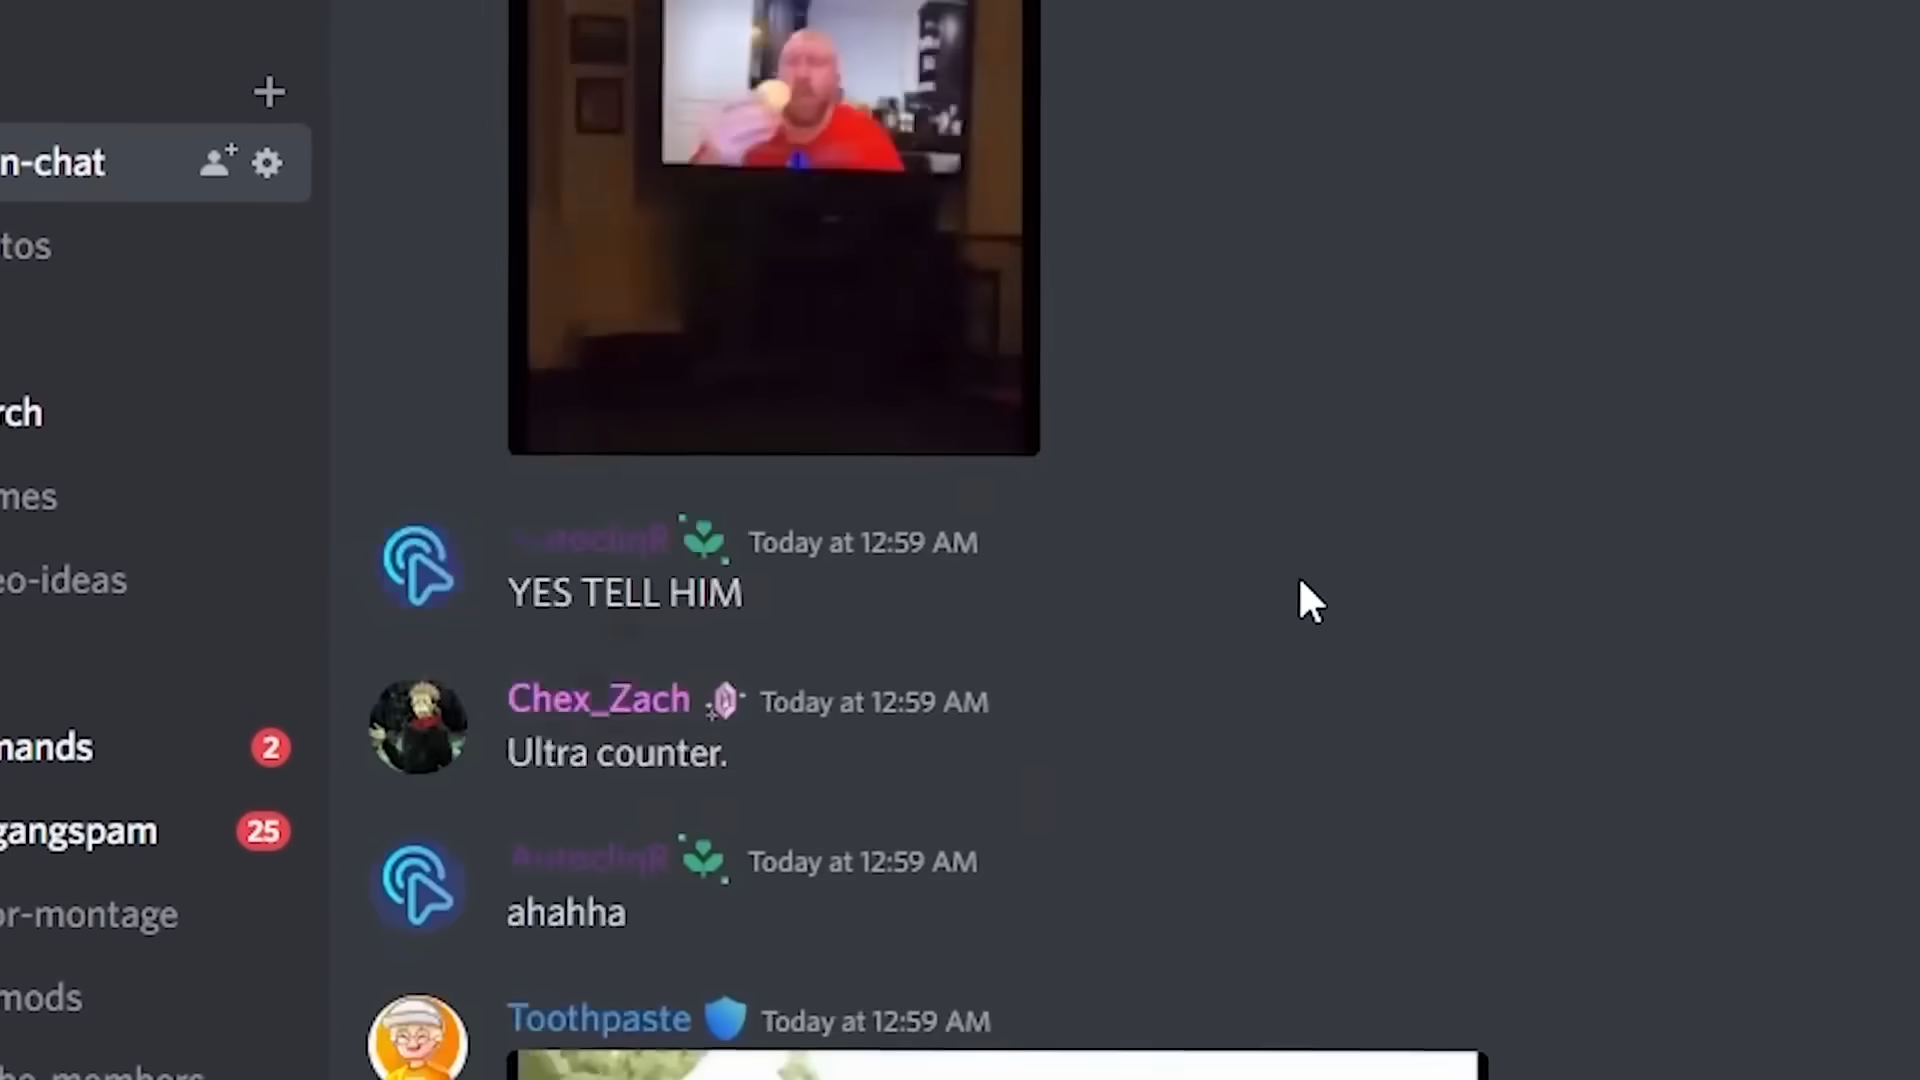 n-chat
tos
rch
mes
eo-ideas
mands
2
gangspam
25
or-montage
mods
Today at 12:59 AM
YES TELL HIM
Chex_Zach Today at 12:59 AM
Ultra counter.
Today at 12:59 AM
ahahha
Toothpaste Today at 12:59 AM